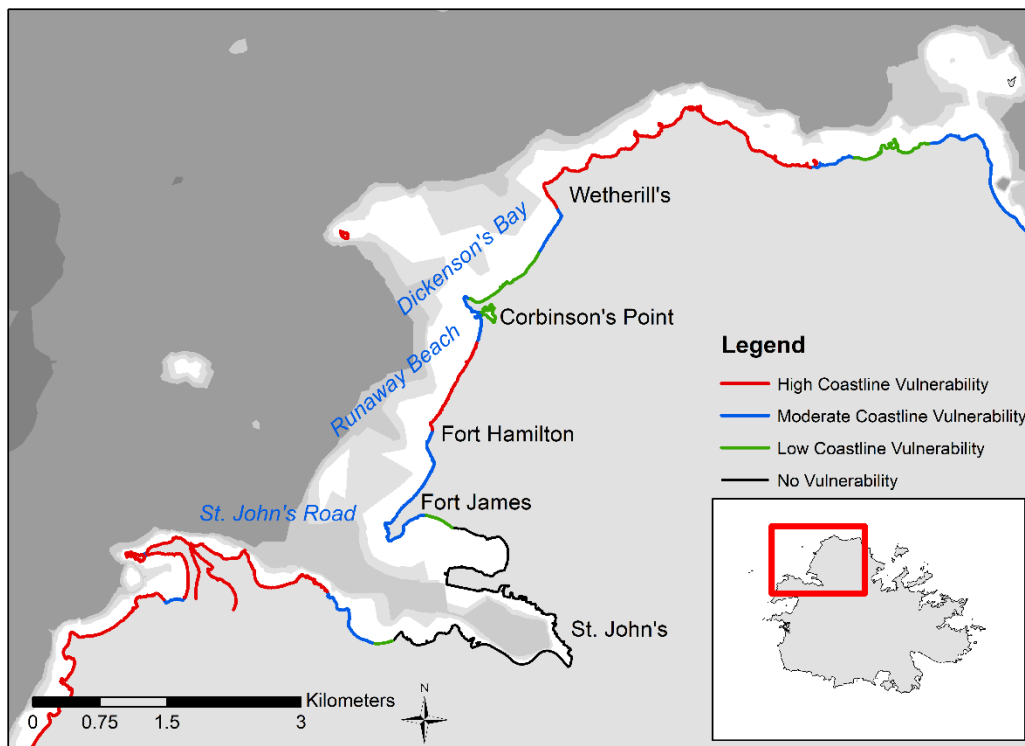 Wetherill's
Dickenson's Bay
Corbinson's Point
Runaway Beach
Legend
High Coastline Vulnerability
Moderate Coastline Vulnerability
Low Coastline Vulnerability
No Vulnerability
Fort Hamilton
Fort James
St. John's Road
St. John's
Kilometers
N
0 0.75 1.5 3